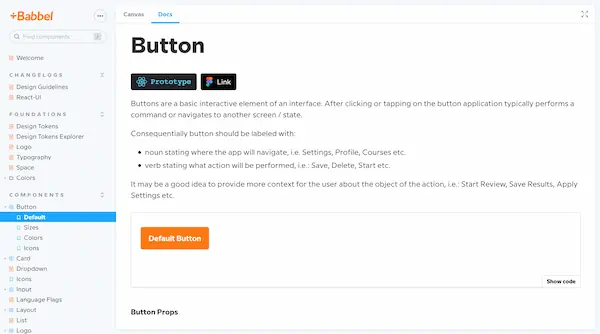 +Babbel
Find components
/
Welcome
CHANGELOGS
Design Guidelines
React-UI
FOUNDATIONS
Design Tokens
Design Tokens Explorer
Logo
Typography
Space
Colors
COMPONENTS
Button
Default
Sizes
Colors
Icons
Card
Dropdown
Icons
Input
Language Flags
Layout
List
Logo
Canvas
Docs
Button
Prototype
Link
Buttons are a basic interactive element of an interface. After clicking or tapping on the button application typically performs a
command or navigates to another screen / state.
Consequentially button should be labeled with:
• noun stating where the app will navigate, i.e. Settings, Profile, Courses etc.
• verb stating what action will be performed, i.e.: Save, Delete, Start etc.
It may be a good idea to provide more context for the user about the object of the action, i.e.: Start Review, Save Results, Apply
Settings etc.
Default Button
Show code
Button Props